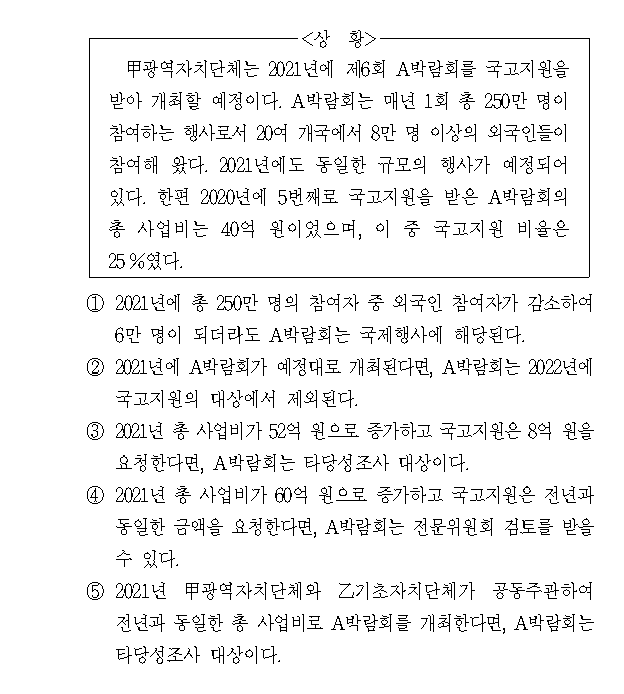 <상 황>
甲광역자치단체는 2021년에 제6회 A박람회를 국고지원을
받아 개최할 예정이다. A박람회는 매년 1회 총 250만 명이
참여하는 행사로서 20여 개국에서 8만 명 이상의 외국인들이
참여해 왔다. 2021년에도 동일한 규모의 행사가 예정되어
있다. 한편 2020년에 5번째로 국고지원을 받은 A박람회의
총 사업비는 40억 원이었으며, 이 중 국고지원 비율은
25 %였다.
① 2021년에 총 250만 명의 참여자 중 외국인 참여자가 감소하여
6만 명이 되더라도 A박람회는 국제행사에 해당된다.
② 2021년에 A박람회가 예정대로 개최된다면, A박람회는 2022년에
국고지원의 대상에서 제외된다.
③ 2021년 총 사업비가 52억 원으로 증가하고 국고지원은 8억 원을
요청한다면, A박람회는 타당성조사 대상이다.
④ 2021년 총 사업비가 60억 원으로 증가하고 국고지원은 전년과
동일한 금액을 요청한다면, A박람회는 전문위원회 검토를 받을
수 있다.
⑤ 2021년 甲광역자치단체와 乙기초자치단체가 공동주관하여
전년과 동일한 총 사업비로 A박람회를 개최한다면, A박람회는
타당성조사 대상이다.